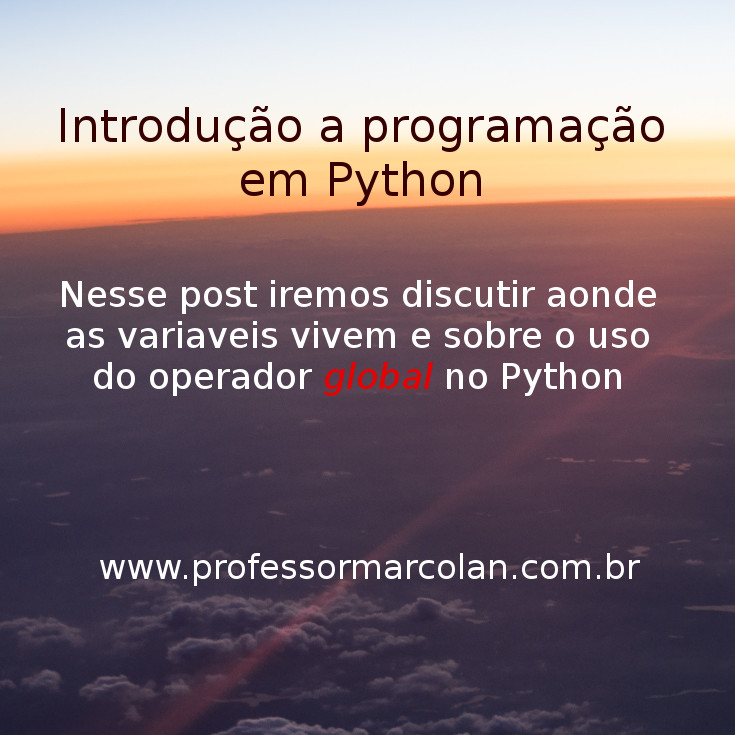 Introdução a programação
em Python
Nesse post iremos discutir aonde
as variaveis vivem e sobre o uso
do operador global no Python
www.professormarcolan.com.br